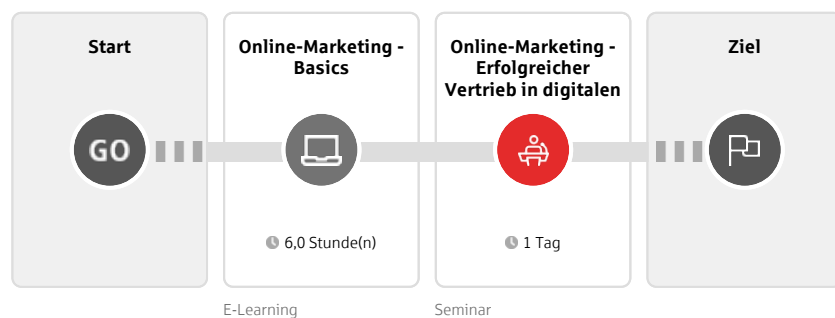 Start
GO
Online-Marketing -
Basics
6,0 Stunde(n)
E-Learning
Online-Marketing -
Erfolgreicher
Vertrieb in digitalen
1 Tag
Seminar
Ziel